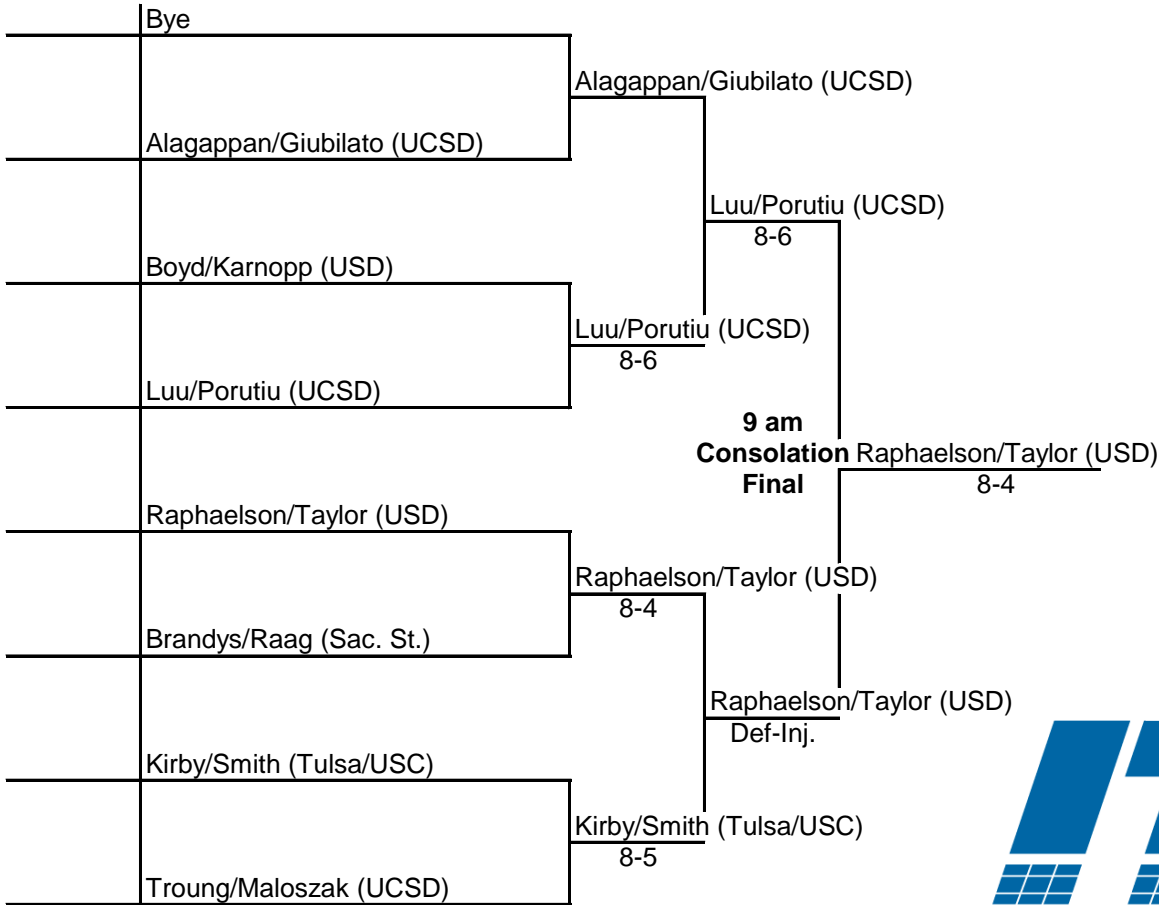 Bye
Alagappan/Giubilato (UCSD)
Alagappan/Giubilato (UCSD)
Luu/Porutiu (UCSD)
8-6
Boyd/Karnopp (USD)
Luu/Porutiu (UCSD)
8-6
Luu/Porutiu (UCSD)
9 am
Consolation
Final
Raphaelson/Taylor (USD)
8-4
Raphaelson/Taylor (USD)
Raphaelson/Taylor (USD)
8-4
Brandys/Raag (Sac. St.)
Raphaelson/Taylor (USD)
Def-Inj.
Kirby/Smith (Tulsa/USC)
Kirby/Smith (Tulsa/USC)
8-5
Troung/Maloszak (UCSD)